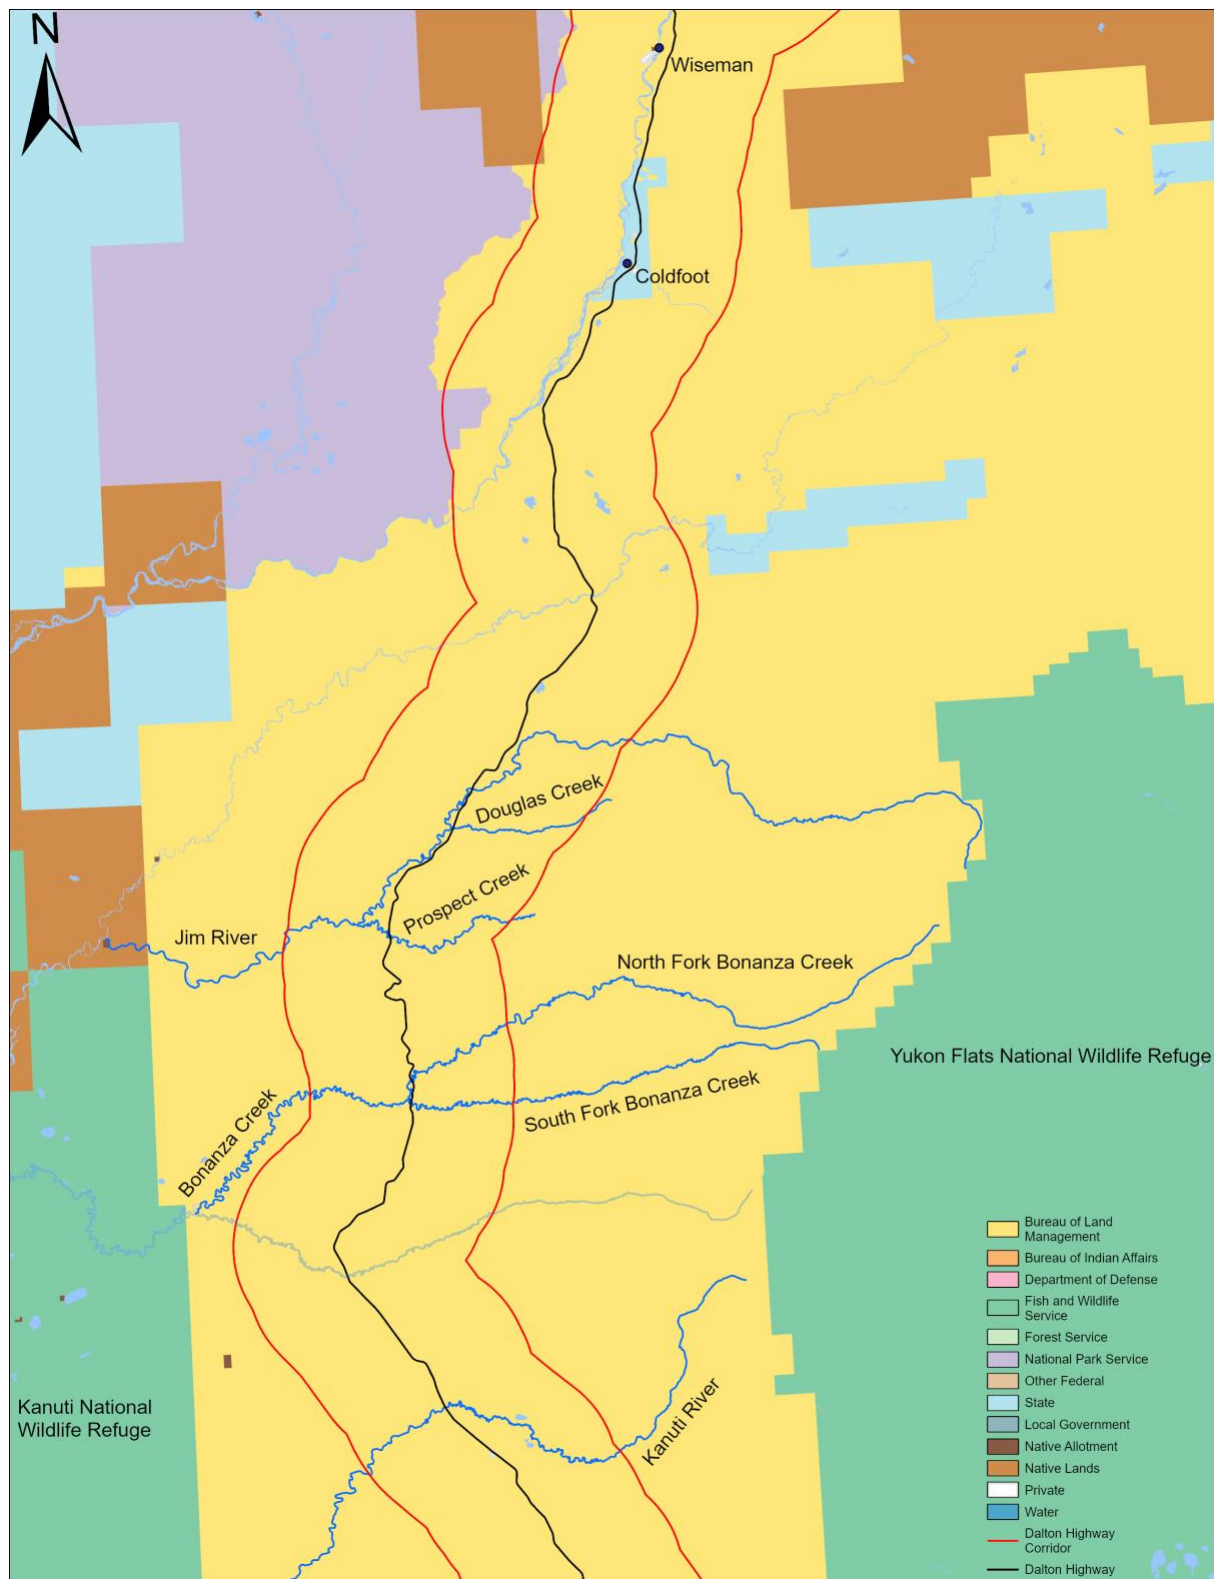 N
Wiseman
Coldfoot
Douglas Creek
Prospect Creek
Jim River
North Fork Bonanza Creek
Yukon Flats National Wildlife Refuge
South Fork Bonanza Creek
Bonanza Creek
Kanuti National
Wildlife Refuge
Kanuti River
Bureau of Land
Management
Bureau of Indian Affairs
Department of Defense
Fish and Wildlife
Service
Forest Service
National Park Service
Other Federal
State
Local Government
Native Allotment
Native Lands
Private
Water
Dalton Highway
Corridor
Dalton Highway